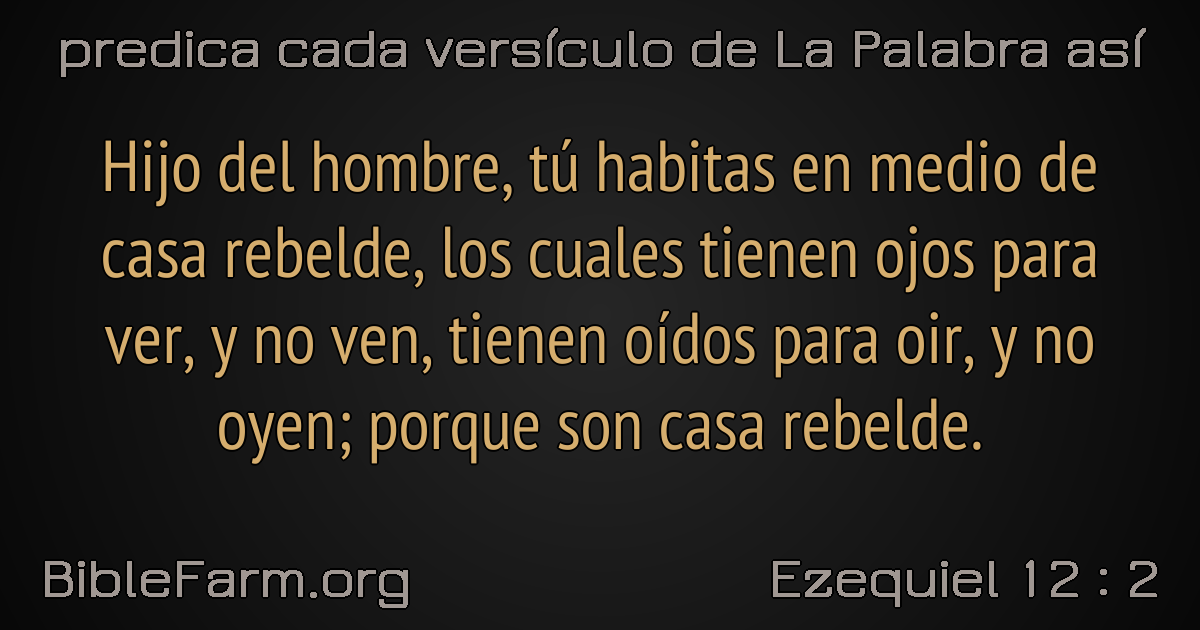 predica cada versículo de La Palabra así
Hijo del hombre, tú habitas en medio de
casa rebelde, los cuales tienen ojos para
ver, y no ven, tienen oídos para oir, y no
oyen; porque son casa rebelde.
BibleFarm.org
Ezequiel 12 : 2